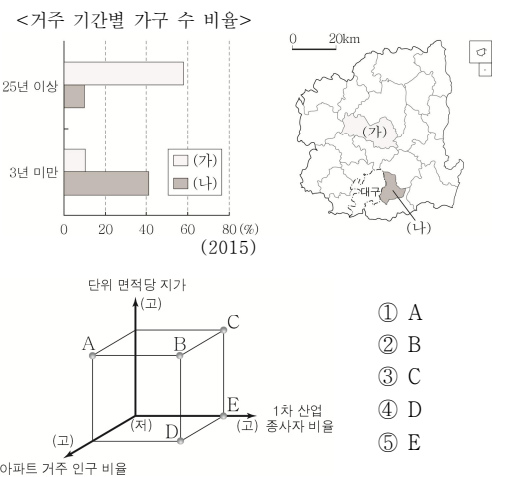 <거주 기간별 가구 수 비율>
25년 이상
3년 미만
(가)
(나)
0 20 40 60 80(%)
(2015)
0 20km
(가)
대구
(나)
단위 면적당 지가
(고)
A
B
C
D
E
(저)
(고)
1차 산업
종사자 비율
(고)
아파트 거주 인구 비율
① A
② B
③ C
④ D
⑤ E